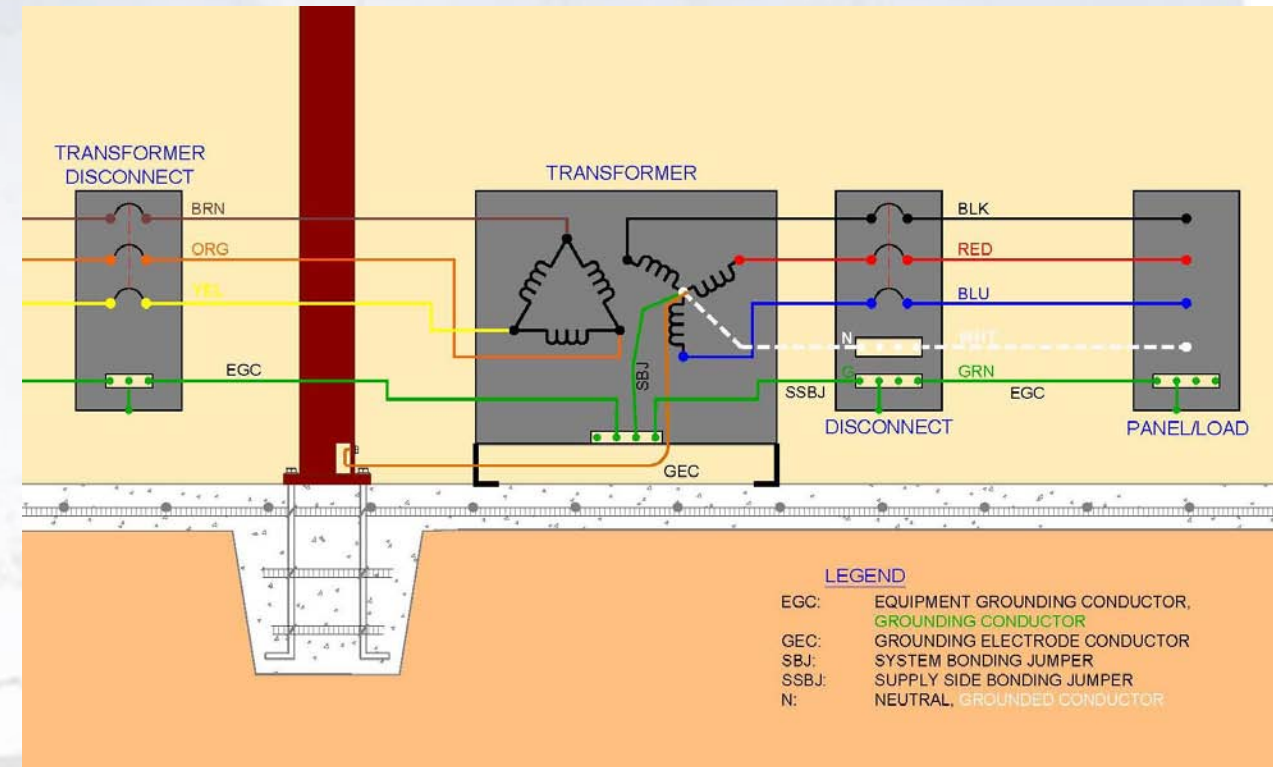 TRANSFORMER
DISCONNECT
TRANSFORMER
BRN
BLK
ORG
RED
YEL
BLU
N
WHT
EGC
SBJ
SSBJ
G
GRN
EGC
DISCONNECT
PANEL/LOAD
GEC
LEGEND
EGC: EQUIPMENT GROUNDING CONDUCTOR,
GROUNDING CONDUCTOR
GEC: GROUNDING ELECTRODE CONDUCTOR
SBJ: SYSTEM BONDING JUMPER
SSBJ: SUPPLY SIDE BONDING JUMPER
N: NEUTRAL, GROUNDED CONDUCTOR